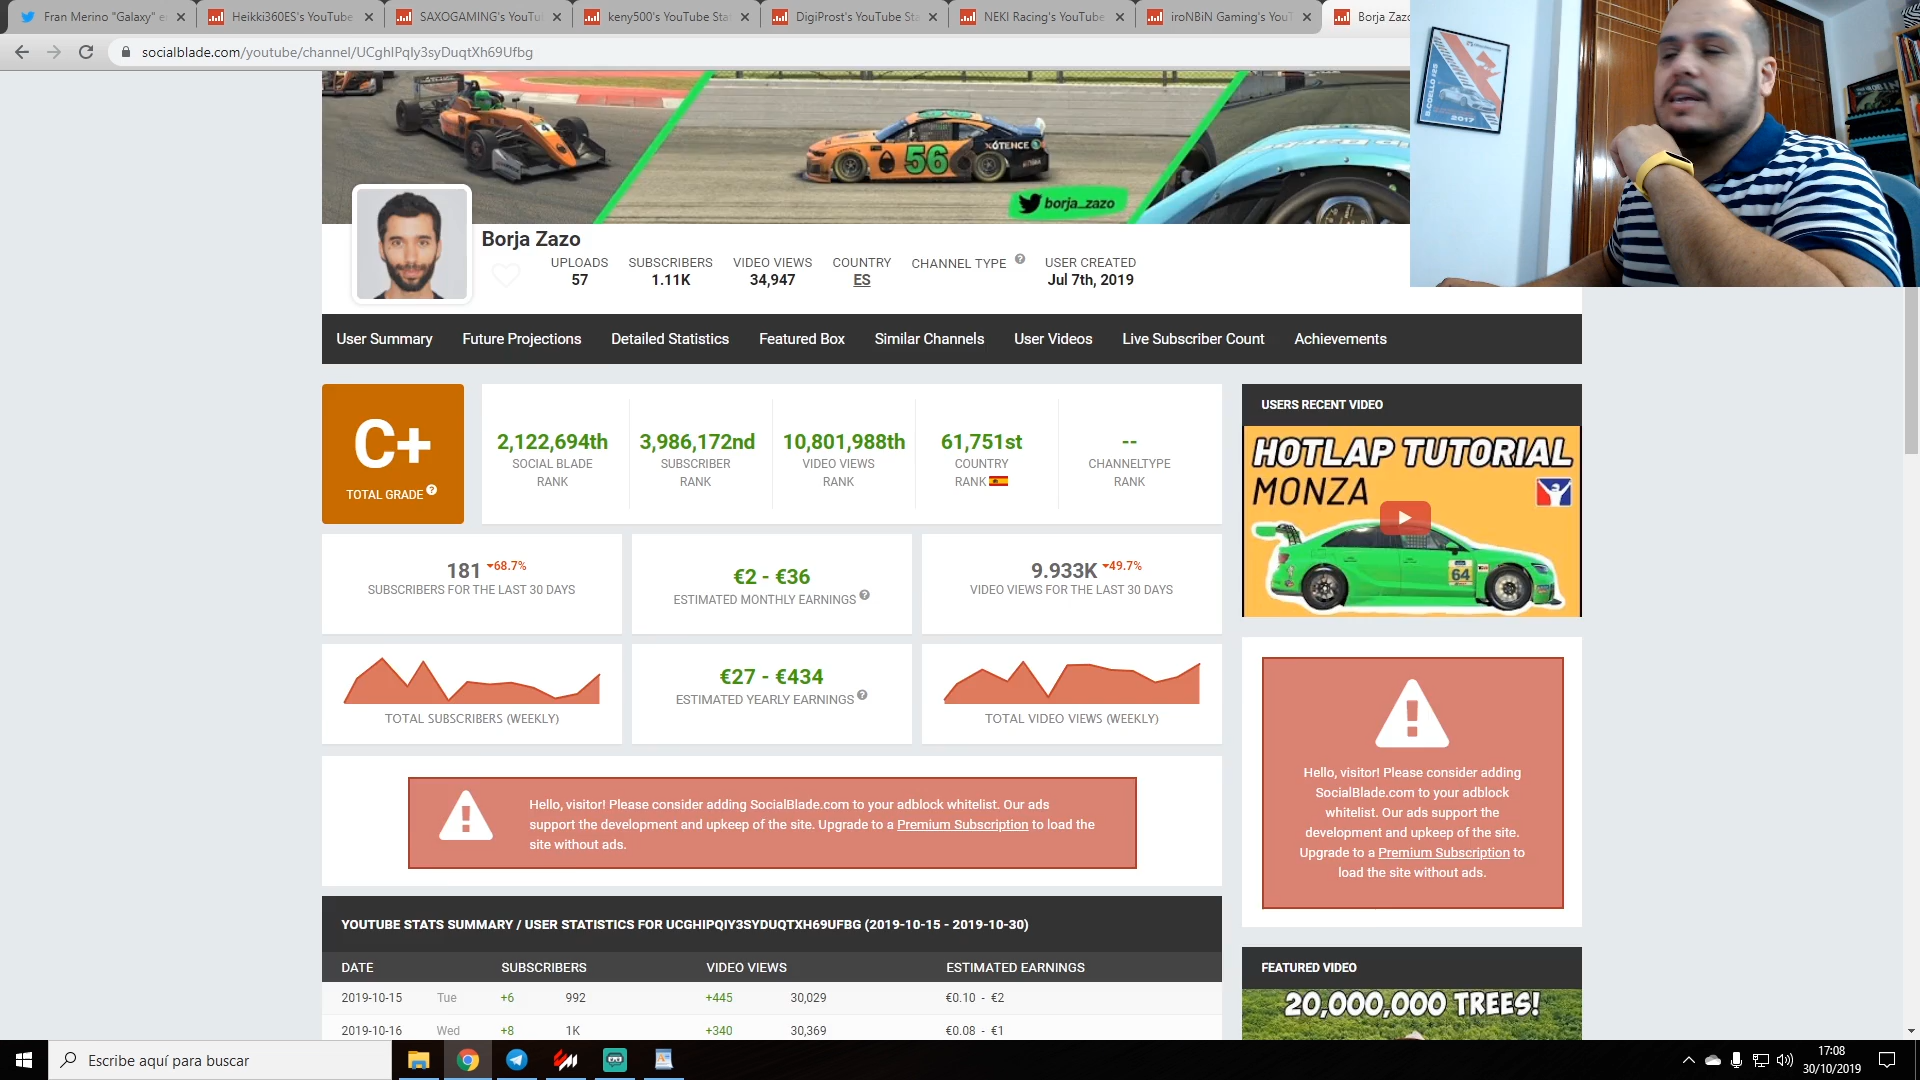 Fran Merino "Galaxy" e
Heikki360ES's YouTube
SAXOGAMING's YouTu
keny500's YouTube Stat
DigiProst's YouTube Sta
NEKI Racing's YouTube
iroNBiN Gaming's YouT
Borja Zazo
socialblade.com/youtube/channel/UCghIPqIy3syDuqtXh69Ufbg
2017
56
XÓTENCE
borja_zazo
Borja Zazo
UPLOADS
57
SUBSCRIBERS
1.11K
VIDEO VIEWS
34,947
COUNTRY
ES
CHANNEL TYPE
USER CREATED
Jul 7th, 2019
User Summary
Future Projections
Detailed Statistics
Featured Box
Similar Channels
User Videos
Live Subscriber Count
Achievements
C+
TOTAL GRADE
2,122,694th
SOCIAL BLADE
RANK
3,986,172nd
SUBSCRIBER
RANK
10,801,988th
VIDEO VIEWS
RANK
61,751st
COUNTRY
RANK
--
CHANNELTYPE
RANK
USERS RECENT VIDEO
HOTLAP TUTORIAL
MONZA
64
181 68.7%
SUBSCRIBERS FOR THE LAST 30 DAYS
€2 - €36
ESTIMATED MONTHLY EARNINGS
9.933K 49.7%
VIDEO VIEWS FOR THE LAST 30 DAYS
TOTAL SUBSCRIBERS (WEEKLY)
€27 - €434
ESTIMATED YEARLY EARNINGS
TOTAL VIDEO VIEWS (WEEKLY)
Hello, visitor! Please consider adding SocialBlade.com to your adblock whitelist. Our ads
support the development and upkeep of the site. Upgrade to a Premium Subscription to load the
site without ads.
Hello, visitor! Please consider adding
SocialBlade.com to your adblock
whitelist. Our ads support the
development and upkeep of the site.
Upgrade to a Premium Subscription to
load the site without ads.
YOUTUBE STATS SUMMARY / USER STATISTICS FOR UCGHIPQIY3SYDUQTXH69UFBG (2019-10-15 - 2019-10-30)
DATE SUBSCRIBERS VIDEO VIEWS ESTIMATED EARNINGS
2019-10-15 Tue +6 992 +445 30,029 €0.10 - €2
2019-10-16 Wed +8 1K +340 30,369 €0.08 - €1
FEATURED VIDEO
20,000,000 TREES!
Escribe aquí para buscar
17:08
30/10/2019